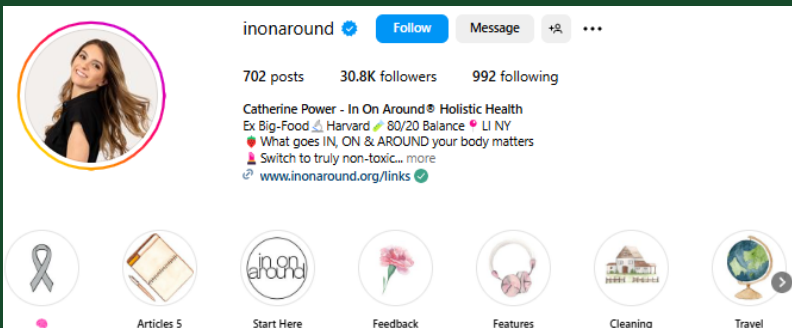 inonaround Follow Message
702 posts 30.8K followers 992 following
Catherine Power - In On Around® Holistic Health
Ex Big-Food 🔬 Harvard 🧪 80/20 Balance 📍 LI NY
🍓 What goes IN, ON & AROUND your body matters
💄 Switch to truly non-toxic... more
www.inonaround.org/links
in on
around
Articles 5 Start Here Feedback Features Cleaning Travel